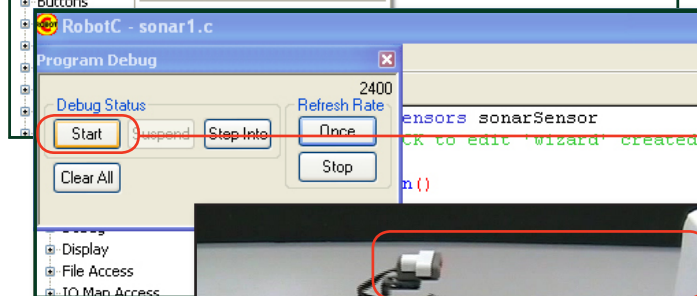 Buttons
RobotC - sonar1.c
Program Debug
2400
Debug Status
Refresh Rate
Start
Suspend
Step Into
Once
Clear All
Stop
ensors sonarSensor
CK to edit 'wizard' created
n()
Debug
Display
File Access
IO Map Access